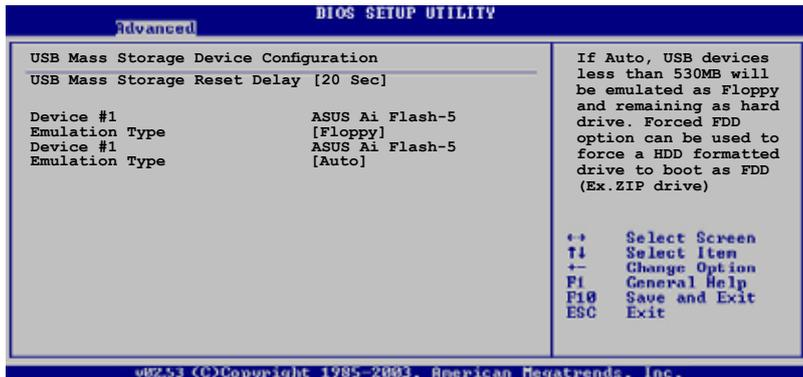 BIOS SETUP UTILITY
Advanced
USB Mass Storage Device Configuration
USB Mass Storage Reset Delay [20 Sec]
Device #1 ASUS Ai Flash-5
Emulation Type [Floppy]
Device #1 ASUS Ai Flash-5
Emulation Type [Auto]
If Auto, USB devices
less than 530MB will
be emulated as Floppy
and remaining as hard
drive. Forced FDD
option can be used to
force a HDD formatted
drive to boot as FDD
(Ex.ZIP drive)
↔ Select Screen
↑↓ Select Item
+- Change Option
F1 General Help
F10 Save and Exit
ESC Exit
v02.53 (C)Copyright 1985-2003, American Megatrends, Inc.